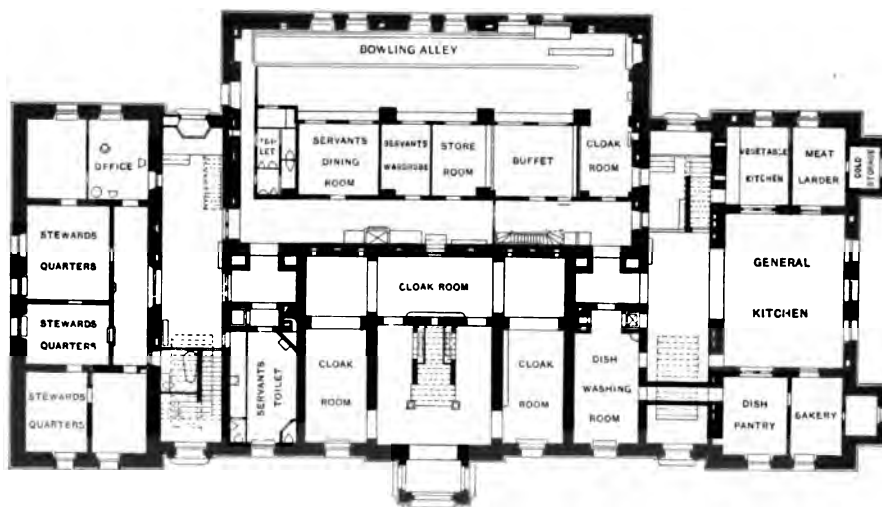 BOWLING ALLEY
OFFICE
TOI-
LET
SERVANTS
DINING
ROOM
SERVANTS
WARDROBE
STORE
ROOM
BUFFET
CLOAK
ROOM
VEGETABLE
KITCHEN
MEAT
LARDER
COLD
STORAGE
STEWARDS
QUARTERS
GENERAL
KITCHEN
CLOAK ROOM
STEWARDS
QUARTERS
SERVANTS
TOILET
CLOAK
ROOM
CLOAK
ROOM
DISH
WASHING
ROOM
STEWARDS
QUARTERS
DISH
PANTRY
BAKERY